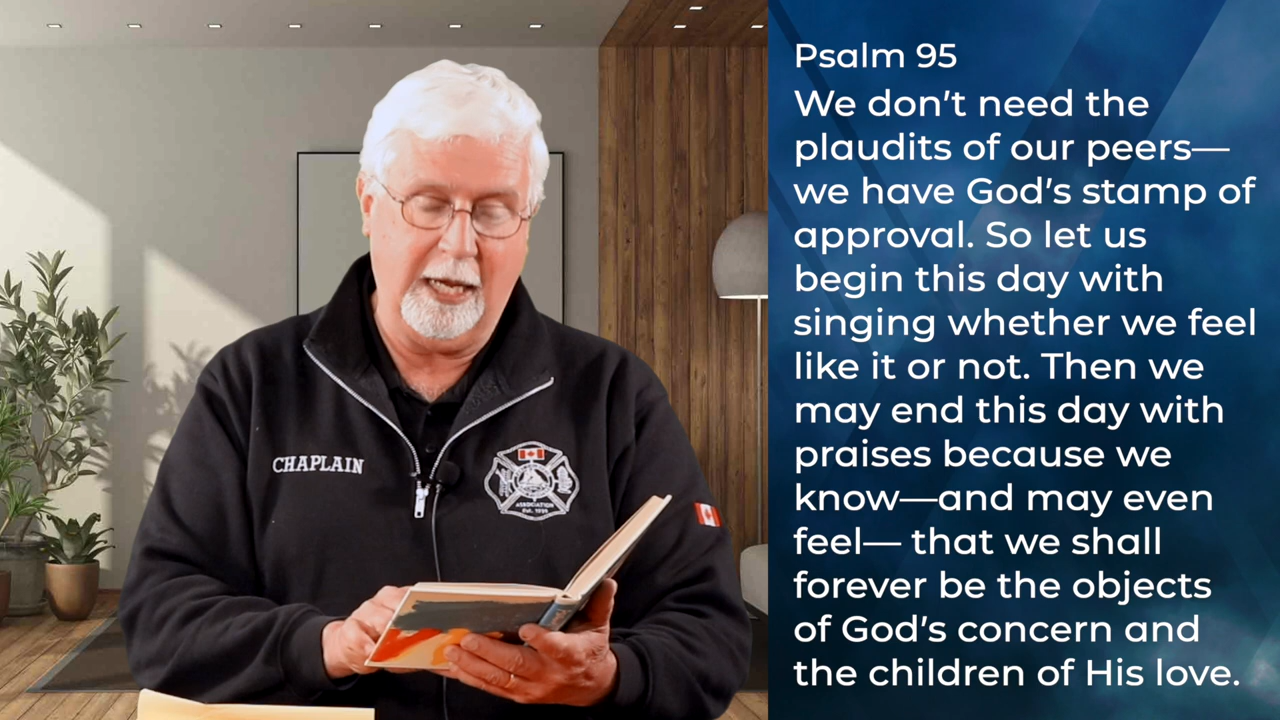 Psalm 95
We don't need the
plaudits of our peers—
we have God's stamp of
approval. So let us
begin this day with
singing whether we feel
like it or not. Then we
may end this day with
praises because we
know—and may even
feel— that we shall
forever be the objects
of God's concern and
the children of His love.
CHAPLAIN
ASSOCIATION